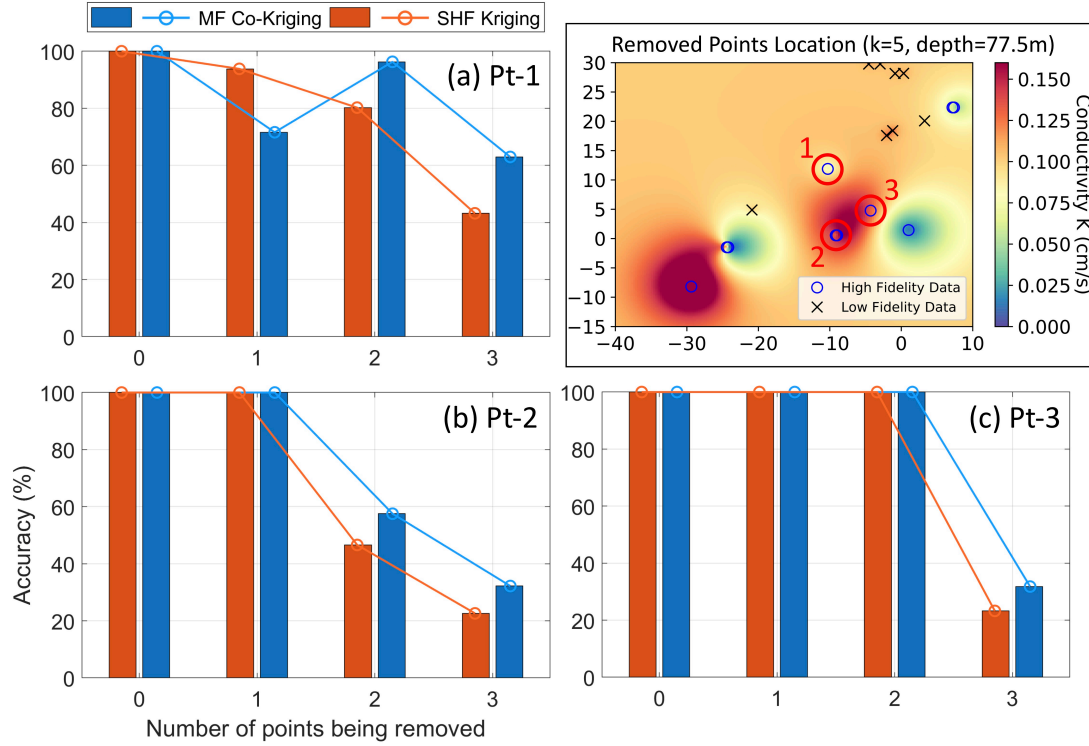 MF Co-Kriging SHF Kriging
(a) Pt-1
100
80
60
40
20
0
0 1 2 3
Removed Points Location (k=5, depth=77.5m)
30
25
20
15
10
5
0
−5
−10
−15
−40 −30 −20 −10 0 10
1
3
2
High Fidelity Data
Low Fidelity Data
0.150
0.125
0.100
0.075
0.050
0.025
0.000
Conductivity K (cm/s)
(b) Pt-2
100
80
60
40
20
0
0 1 2 3
Accuracy (%)
Number of points being removed
(c) Pt-3
100
80
60
40
20
0
0 1 2 3